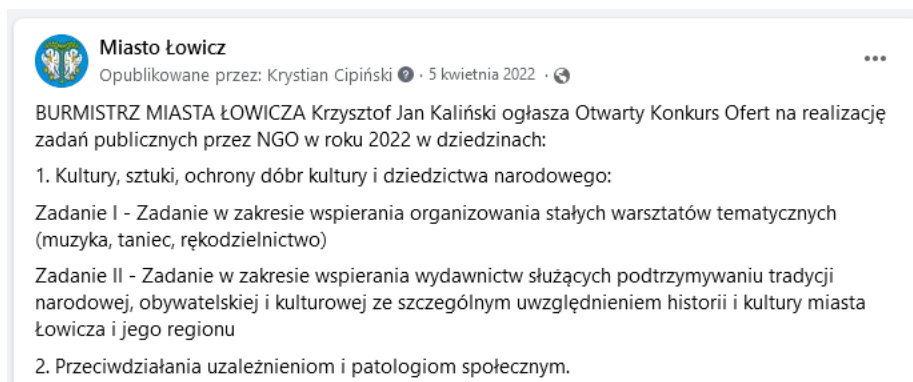 Miasto Łowicz
Opublikowane przez: Krystian Cipiński · 5 kwietnia 2022 ·
BURMISTRZ MIASTA ŁOWICZA Krzysztof Jan Kaliński ogłasza Otwarty Konkurs Ofert na realizację
zadań publicznych przez NGO w roku 2022 w dziedzinach:
1. Kultury, sztuki, ochrony dóbr kultury i dziedzictwa narodowego:
Zadanie I - Zadanie w zakresie wspierania organizowania stałych warsztatów tematycznych
(muzyka, taniec, rękodzielnictwo)
Zadanie II - Zadanie w zakresie wspierania wydawnictw służących podtrzymywaniu tradycji
narodowej, obywatelskiej i kulturowej ze szczególnym uwzględnieniem historii i kultury miasta
Łowicza i jego regionu
2. Przeciwdziałania uzależnieniom i patologiom społecznym.